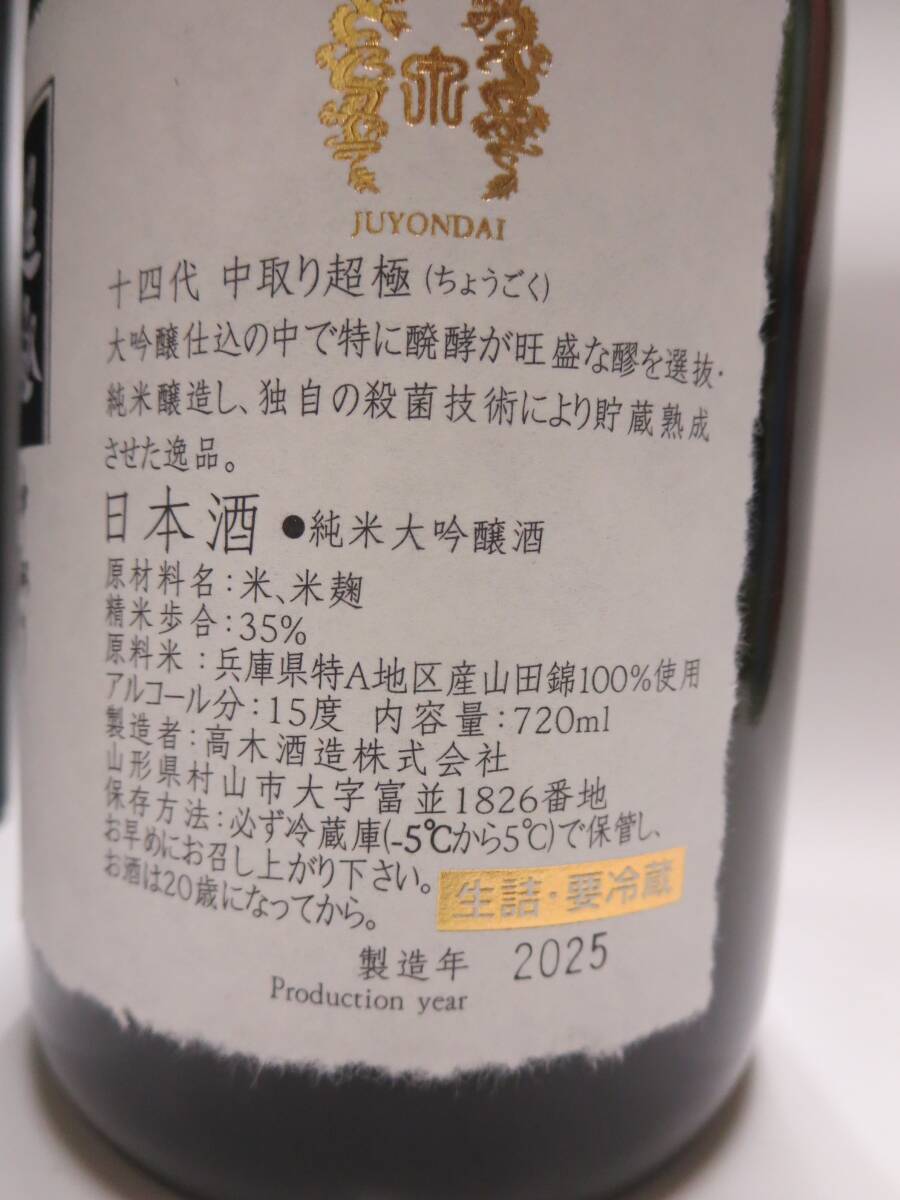 JUYONDAI
十四代 中取り超極(ちょうごく)
大吟醸仕込の中で特に醗酵が旺盛な醪を選抜・
純米醸造し、独自の殺菌技術により貯蔵熟成
させた逸品。
日本酒 ●純米大吟醸酒
原材料名:米、米麹
精米歩合:35%
原料米:兵庫県特A地区産山田錦100%使用
アルコール分:15度 内容量:720ml
製造者:高木酒造株式会社
山形県村山市大字富並1826番地
保存方法:必ず冷蔵庫(-5℃から5℃)で保管し、
お早めにお召し上がり下さい。
お酒は20歳になってから。
生詰・要冷蔵
製造年 2025
Production year